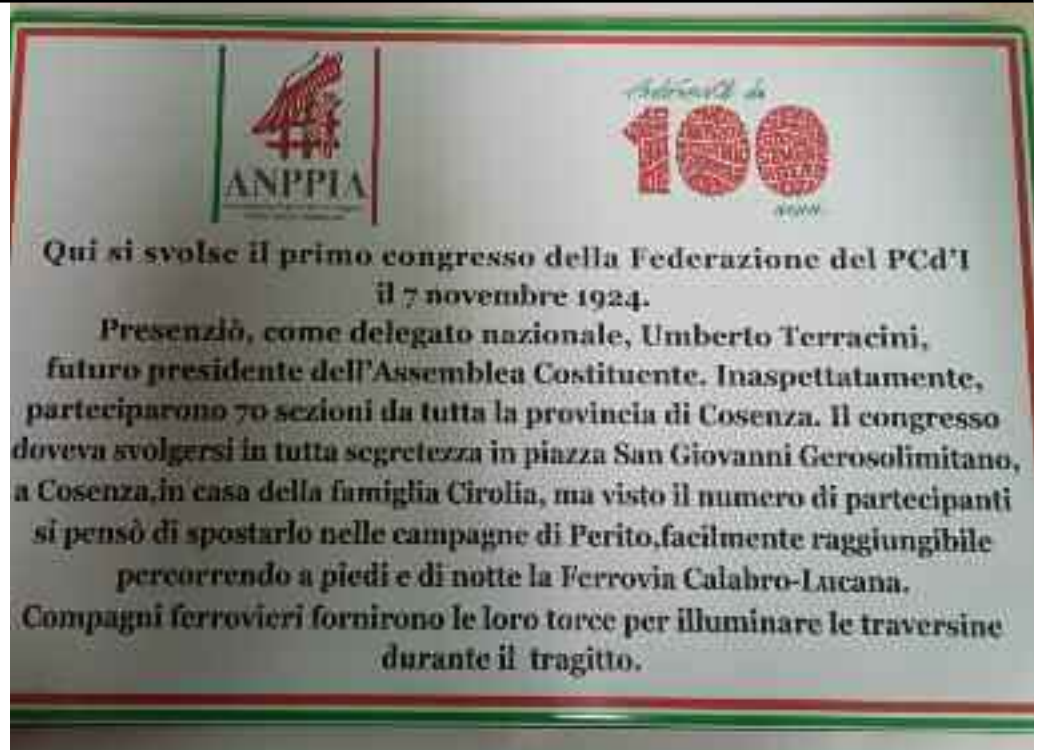 ANPPIA
100
anni
Qui si svolse il primo congresso della Federazione del PCd'I
il 7 novembre 1924.
Presenziò, come delegato nazionale, Umberto Terracini,
futuro presidente dell'Assemblea Costituente. Inaspettatamente,
parteciparono 70 sezioni da tutta la provincia di Cosenza. Il congresso
doveva svolgersi in tutta segretezza in piazza San Giovanni Gerosolimitano,
a Cosenza,in casa della famiglia Cirolia, ma visto il numero di partecipanti
si pensò di spostarlo nelle campagne di Perito,facilmente raggiungibile
percorrendo a piedi e di notte la Ferrovia Calabro-Lucana.
Compagni ferrovieri fornirono le loro torce per illuminare le traversine
durante il tragitto.